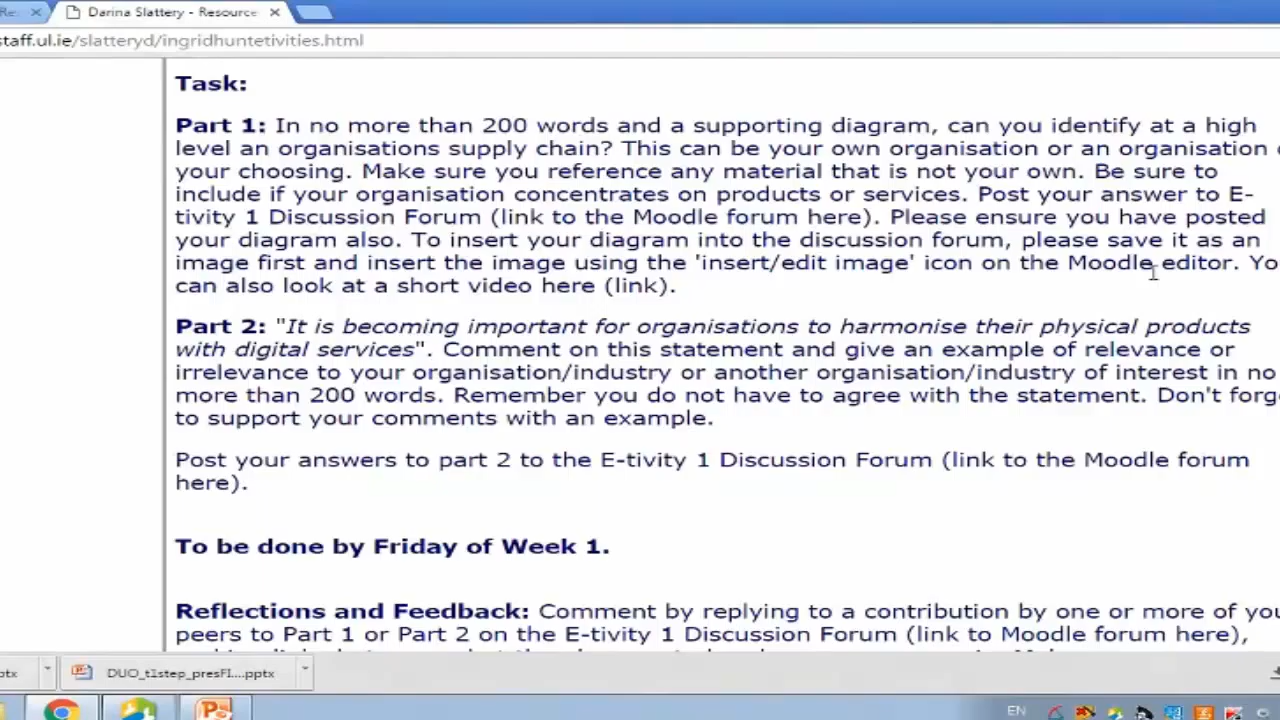 Re:
Darina Slattery - Resource
staff.ul.ie/slatteryd/ingridhuntetivities.html
Task:
Part 1: In no more than 200 words and a supporting diagram, can you identify at a high
level an organisations supply chain? This can be your own organisation or an organisation
your choosing. Make sure you reference any material that is not your own. Be sure to
include if your organisation concentrates on products or services. Post your answer to E-
tivity 1 Discussion Forum (link to the Moodle forum here). Please ensure you have posted
your diagram also. To insert your diagram into the discussion forum, please save it as an
image first and insert the image using the 'insert/edit image' icon on the Moodle editor. Yo
can also look at a short video here (link).
Part 2: "It is becoming important for organisations to harmonise their physical products
with digital services". Comment on this statement and give an example of relevance or
irrelevance to your organisation/industry or another organisation/industry of interest in no
more than 200 words. Remember you do not have to agree with the statement. Don't forg
to support your comments with an example.
Post your answers to part 2 to the E-tivity 1 Discussion Forum (link to the Moodle forum
here).
To be done by Friday of Week 1.
Reflections and Feedback: Comment by replying to a contribution by one or more of you
peers to Part 1 or Part 2 on the E-tivity 1 Discussion Forum (link to Moodle forum here),
ptx
DUO_t1step_presFI....pptx
EN